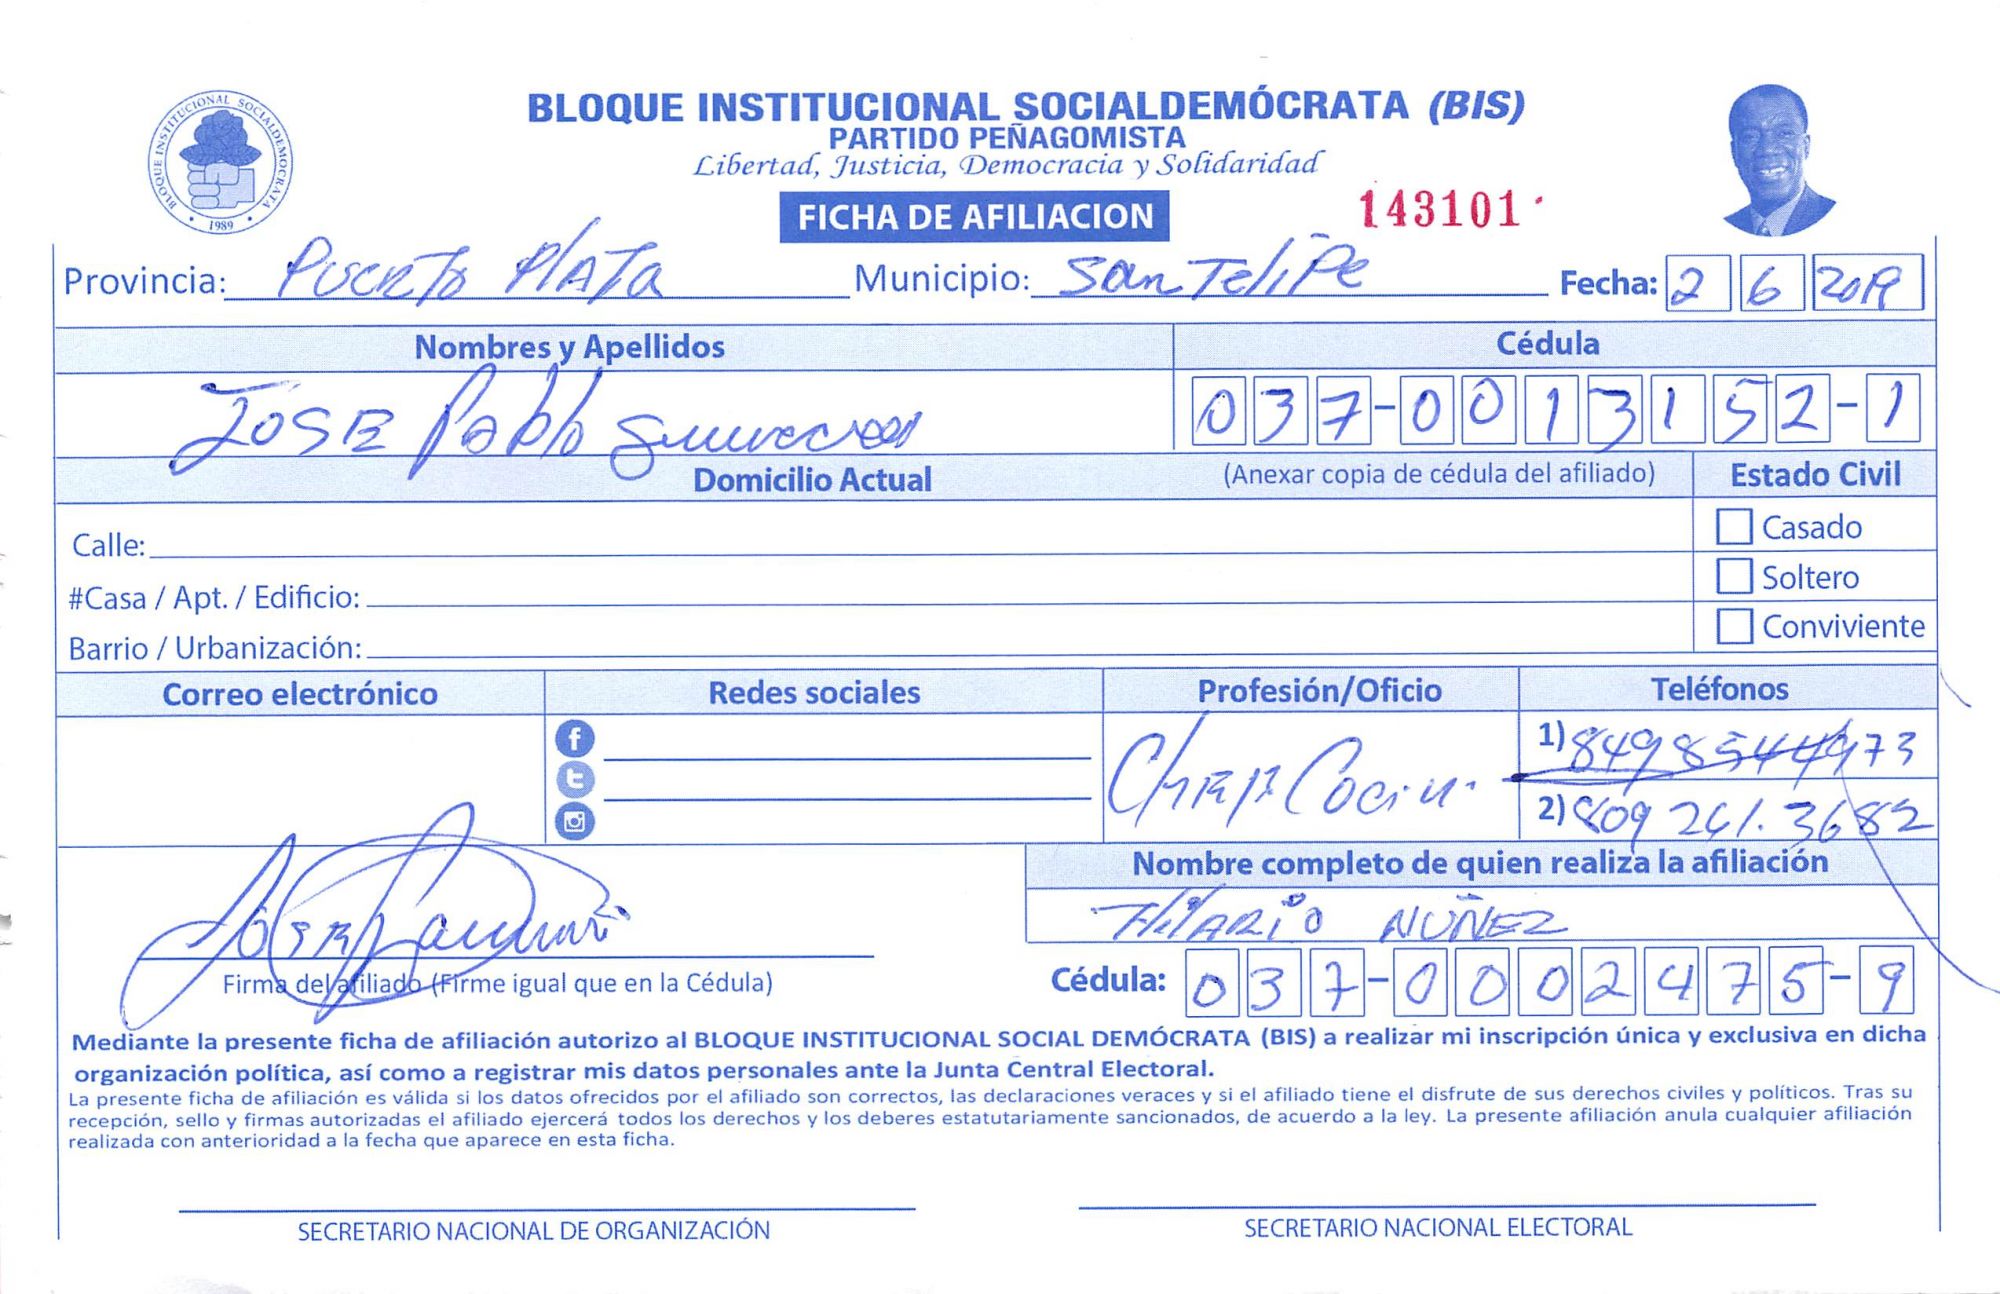 BLOQUE INSTITUCIONAL SOCIALDEMÓCRATA (BIS)
PARTIDO PEÑAGOMISTA
Libertad, Justicia, Democracia y Solidaridad
BLOQUE INSTITUCIONAL SOCIALDEMOCRATA
1989
FICHA DE AFILIACION 143101
Provincia: Puerto Plata Municipio: San Felipe Fecha: 2 6 2019
Nombres y Apellidos Cédula
JOSE Pablo 037-0013152-1
Domicilio Actual (Anexar copia de cédula del afiliado) Estado Civil
Calle: Casado
#Casa / Apt. / Edificio: Soltero
Barrio / Urbanización: Conviviente
Correo electrónico Redes sociales Profesión/Oficio Teléfonos
1) 8498544973
2) 809 261.3682
Nombre completo de quien realiza la afiliación
HilARiO NUÑEZ
Firma del afiliado (Firme igual que en la Cédula) Cédula: 037-0002475-9
Mediante la presente ficha de afiliación autorizo al BLOQUE INSTITUCIONAL SOCIAL DEMÓCRATA (BIS) a realizar mi inscripción única y exclusiva en dicha
organización política, así como a registrar mis datos personales ante la Junta Central Electoral.
La presente ficha de afiliación es válida si los datos ofrecidos por el afiliado son correctos, las declaraciones veraces y si el afiliado tiene el disfrute de sus derechos civiles y políticos. Tras su
recepción, sello y firmas autorizadas el afiliado ejercerá todos los derechos y los deberes estatutariamente sancionados, de acuerdo a la ley. La presente afiliación anula cualquier afiliación
realizada con anterioridad a la fecha que aparece en esta ficha.
SECRETARIO NACIONAL DE ORGANIZACIÓN SECRETARIO NACIONAL ELECTORAL